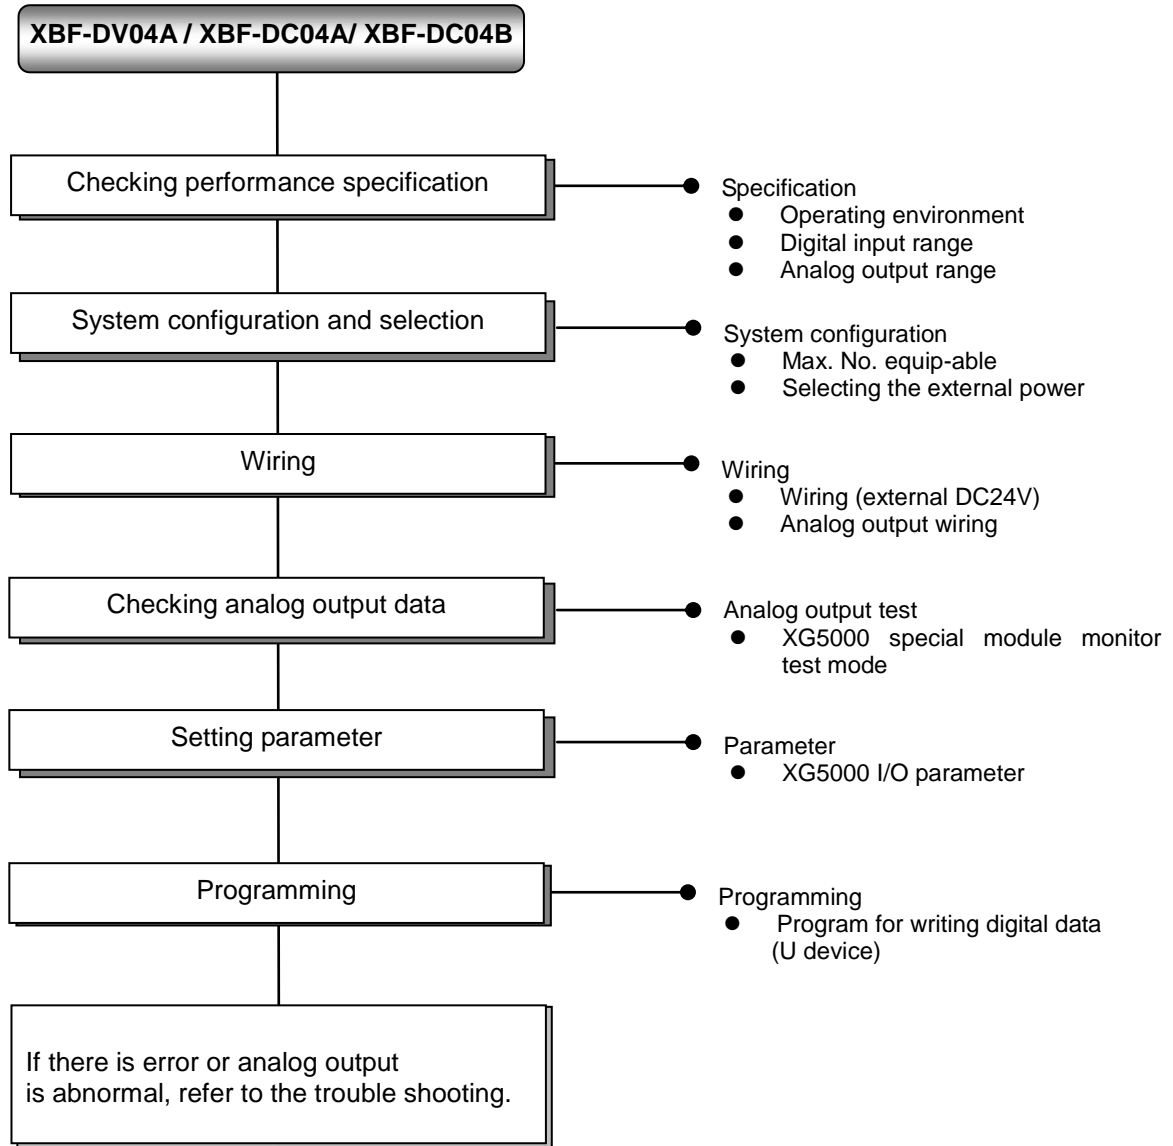 XBF-DV04A / XBF-DC04A/ XBF-DC04B
Checking performance specification
Specification
● Operating environment
● Digital input range
● Analog output range
System configuration and selection
System configuration
● Max. No. equip-able
● Selecting the external power
Wiring
Wiring
● Wiring (external DC24V)
● Analog output wiring
Checking analog output data
Analog output test
● XG5000 special module monitor
test mode
Setting parameter
Parameter
● XG5000 I/O parameter
Programming
Programming
● Program for writing digital data
(U device)
If there is error or analog output
is abnormal, refer to the trouble shooting.